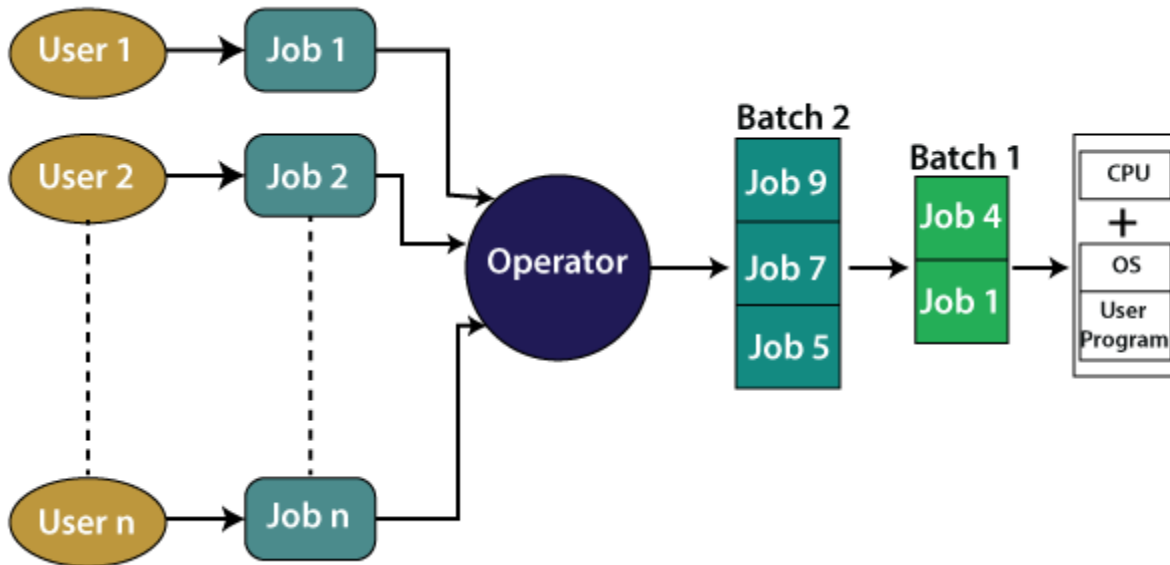 User 1
Job 1
User 2
Job 2
User n
Job n
Operator
Batch 2
Job 9
Job 7
Job 5
Batch 1
Job 4
Job 1
CPU
+
OS
User
Program